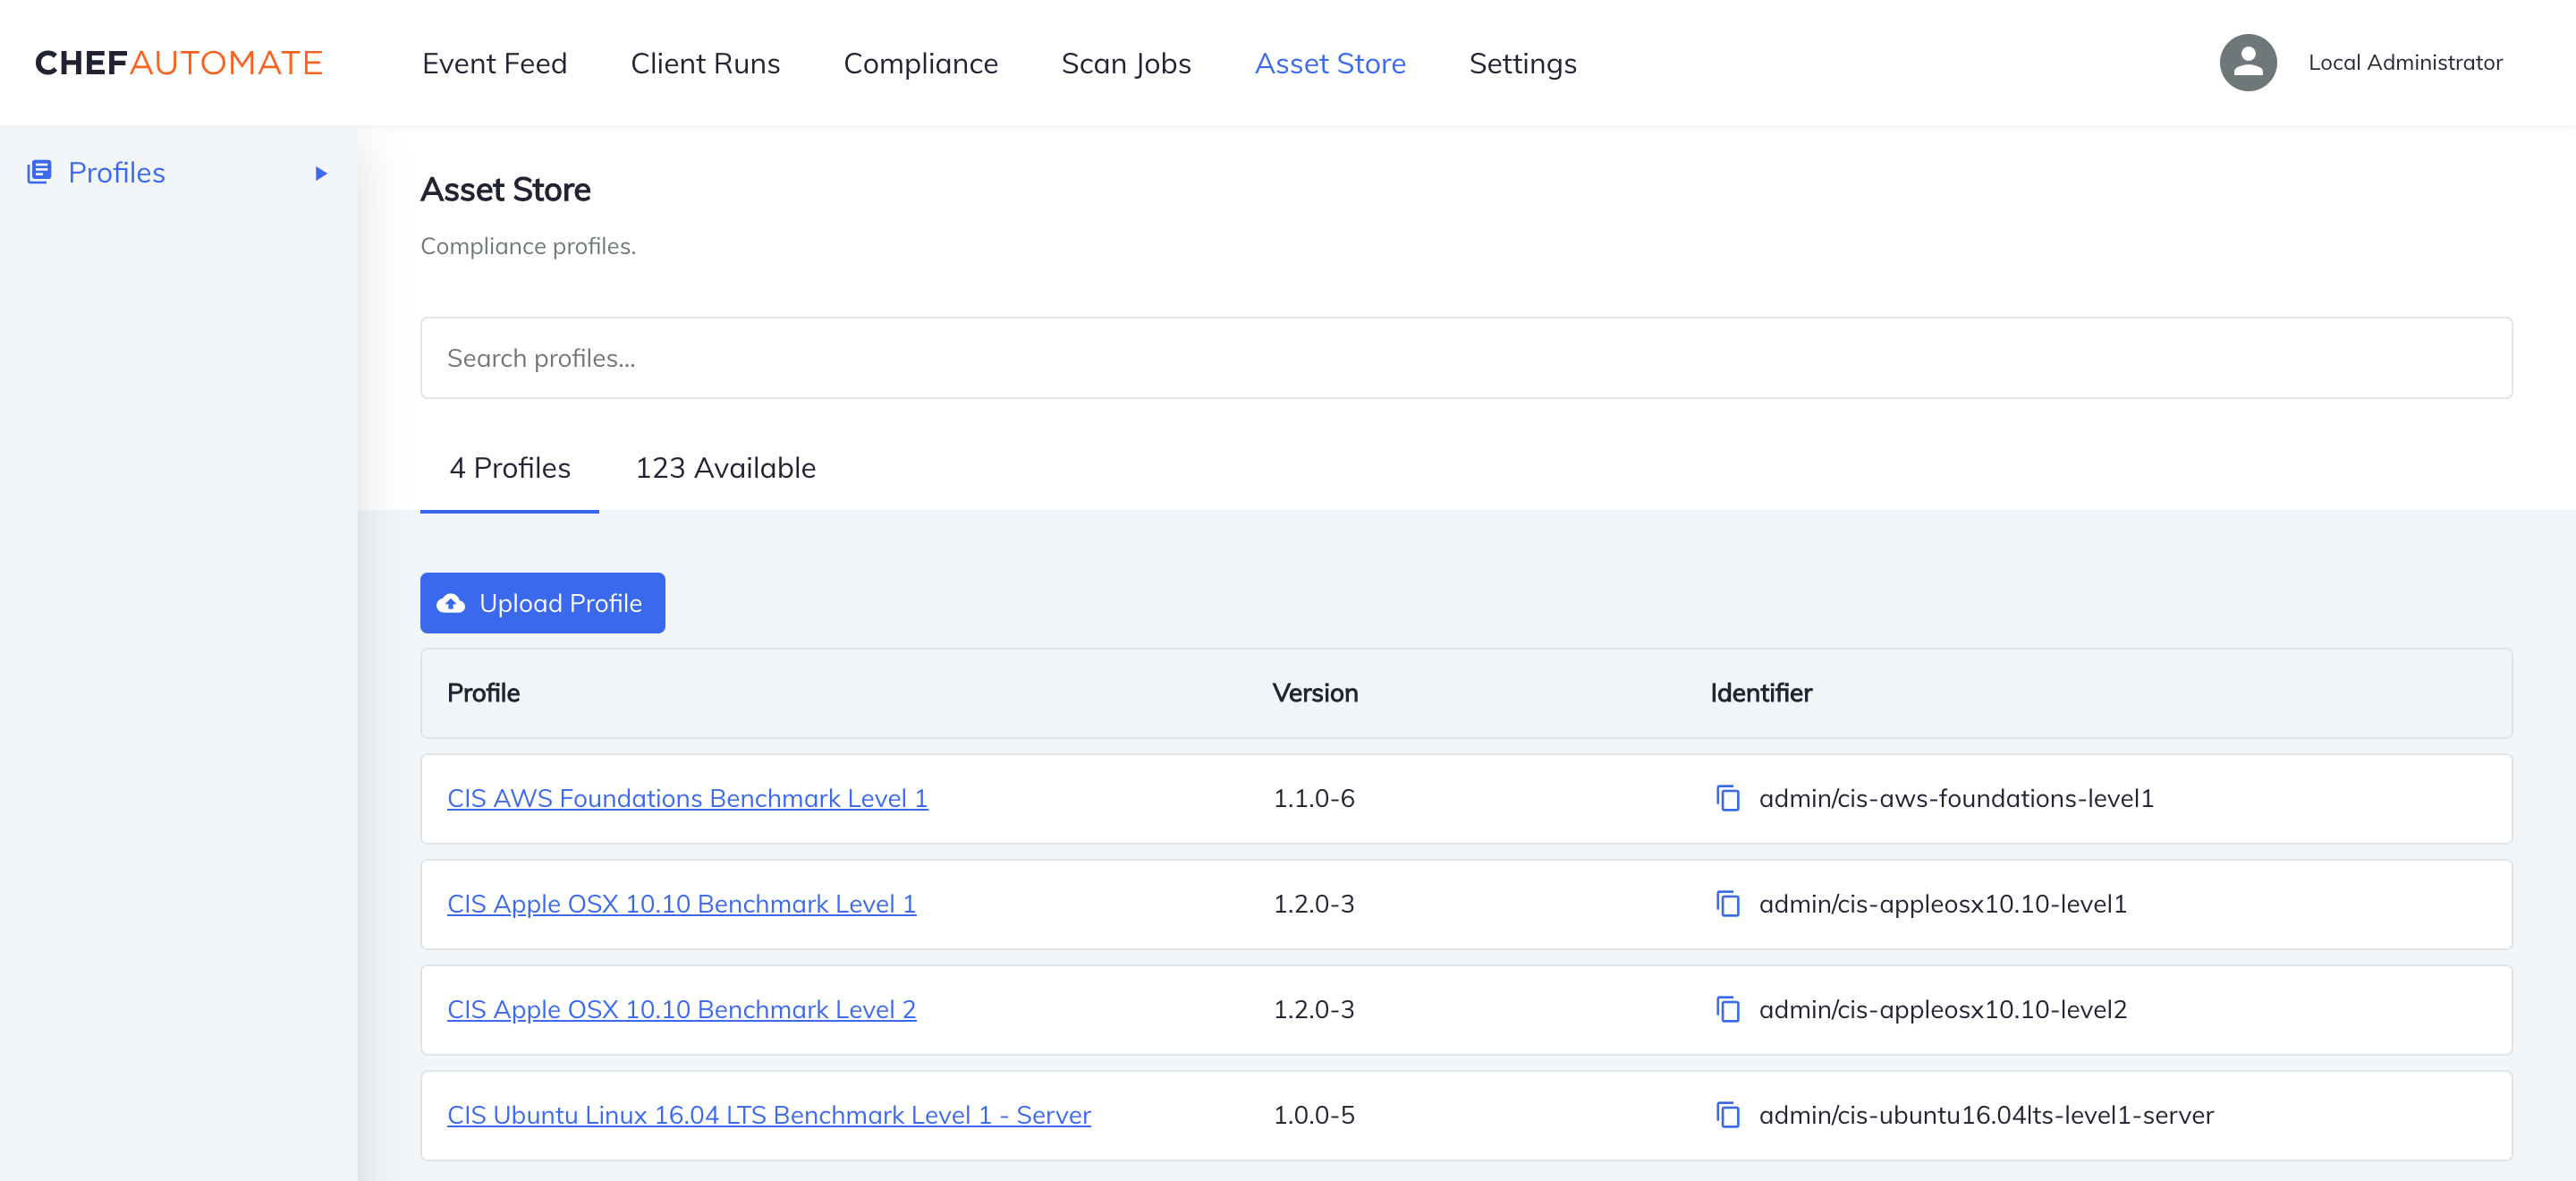 CHEFAUTOMATE Event Feed Client Runs Compliance Scan Jobs Asset Store Settings Local Administrator
Profiles
Asset Store
Compliance profiles.
Search profiles...
4 Profiles 123 Available
Upload Profile
Profile Version Identifier
CIS AWS Foundations Benchmark Level 1 1.1.0-6 admin/cis-aws-foundations-level1
CIS Apple OSX 10.10 Benchmark Level 1 1.2.0-3 admin/cis-appleosx10.10-level1
CIS Apple OSX 10.10 Benchmark Level 2 1.2.0-3 admin/cis-appleosx10.10-level2
CIS Ubuntu Linux 16.04 LTS Benchmark Level 1 - Server 1.0.0-5 admin/cis-ubuntu16.04lts-level1-server